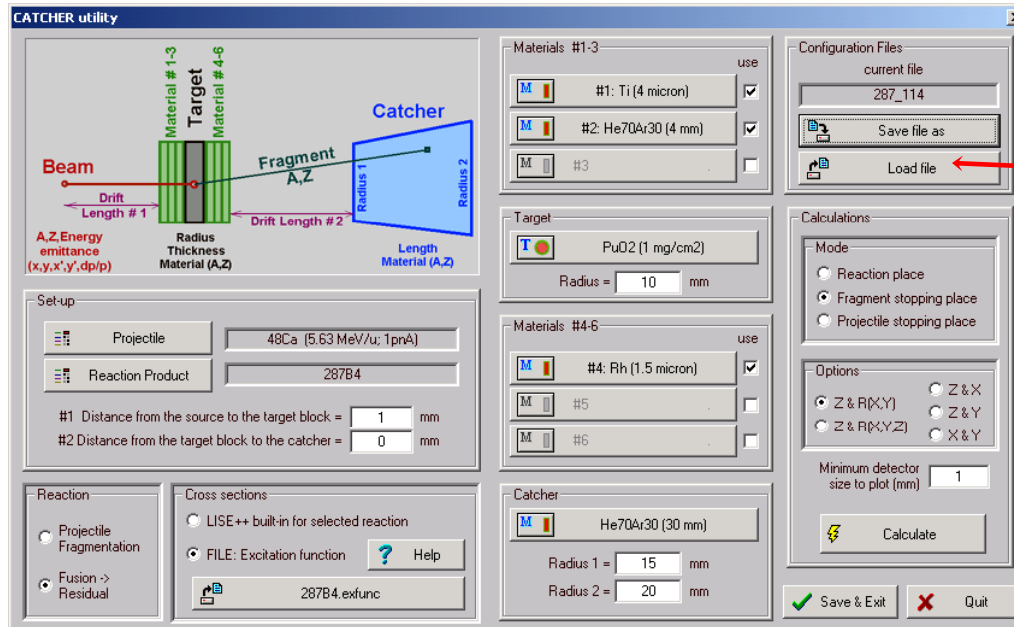 CATCHER utility
Material # 1-3
Target
Material # 4-6
Catcher
Beam
Fragment
A,Z
Radius 1
Radius 2
Drift
Length # 1
Drift Length # 2
A,Z,Energy
emittance
(x,y,x',y',dp/p)
Radius
Thickness
Material (A,Z)
Length
Material (A,Z)
Set-up
Projectile
48Ca (5.63 MeV/u; 1pnA)
Reaction Product
287B4
#1 Distance from the source to the target block = 1 mm
#2 Distance from the target block to the catcher = 0 mm
Reaction
Projectile
Fragmentation
Fusion ->
Residual
Cross sections
LISE++ built-in for selected reaction
FILE: Excitation function
? Help
287B4.exfunc
Materials #1-3
use
M #1: Ti (4 micron)
M #2: He70Ar30 (4 mm)
M #3 .
Target
T PuO2 (1 mg/cm2)
Radius = 10 mm
Materials #4-6
use
M #4: Rh (1.5 micron)
M #5 .
M #6 .
Catcher
M He70Ar30 (30 mm)
Radius 1 = 15 mm
Radius 2 = 20 mm
Configuration Files
current file
287_114
Save file as
Load file
Calculations
Mode
Reaction place
Fragment stopping place
Projectile stopping place
Options
Z & R(X,Y)
Z & R(X,Y,Z)
Z & X
Z & Y
X & Y
Minimum detector
size to plot (mm) 1
Calculate
Save & Exit
Quit